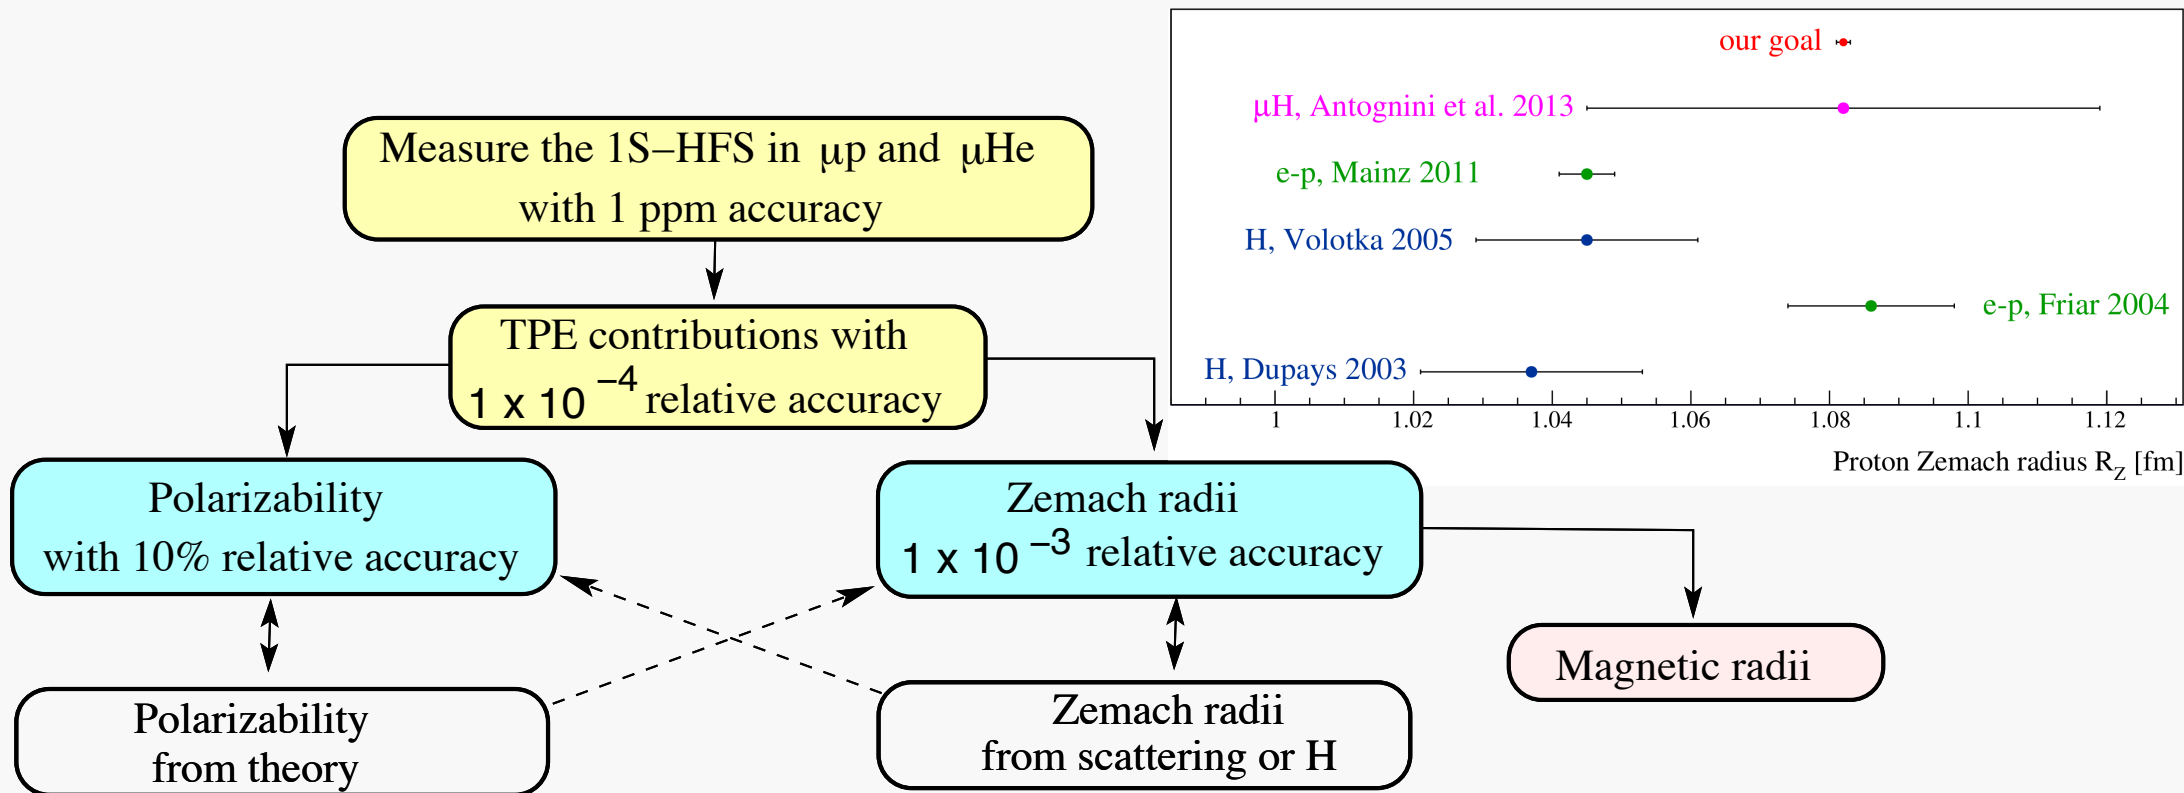 Measure the 1S–HFS in μp and μHe
with 1 ppm accuracy
TPE contributions with
1 x 10 –4 relative accuracy
Polarizability
with 10% relative accuracy
Zemach radii
1 x 10 –3 relative accuracy
Polarizability
from theory
Zemach radii
from scattering or H
Magnetic radii
our goal
μH, Antognini et al. 2013
e-p, Mainz 2011
H, Volotka 2005
e-p, Friar 2004
H, Dupays 2003
1 1.02 1.04 1.06 1.08 1.1 1.12
Proton Zemach radius RZ [fm]